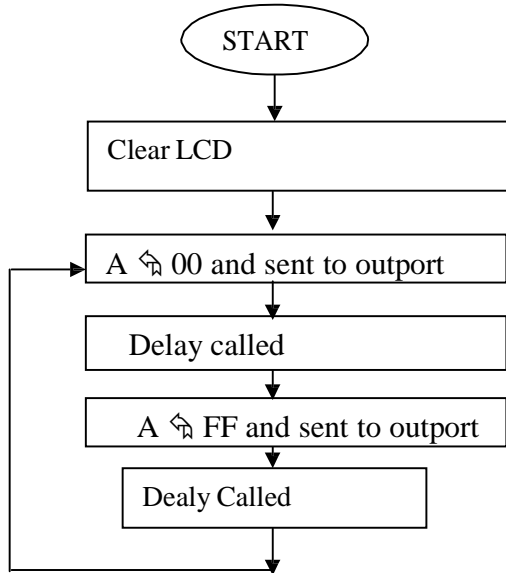 START
Clear LCD
A ⇦ 00 and sent to outport
Delay called
A ⇦ FF and sent to outport
Dealy Called